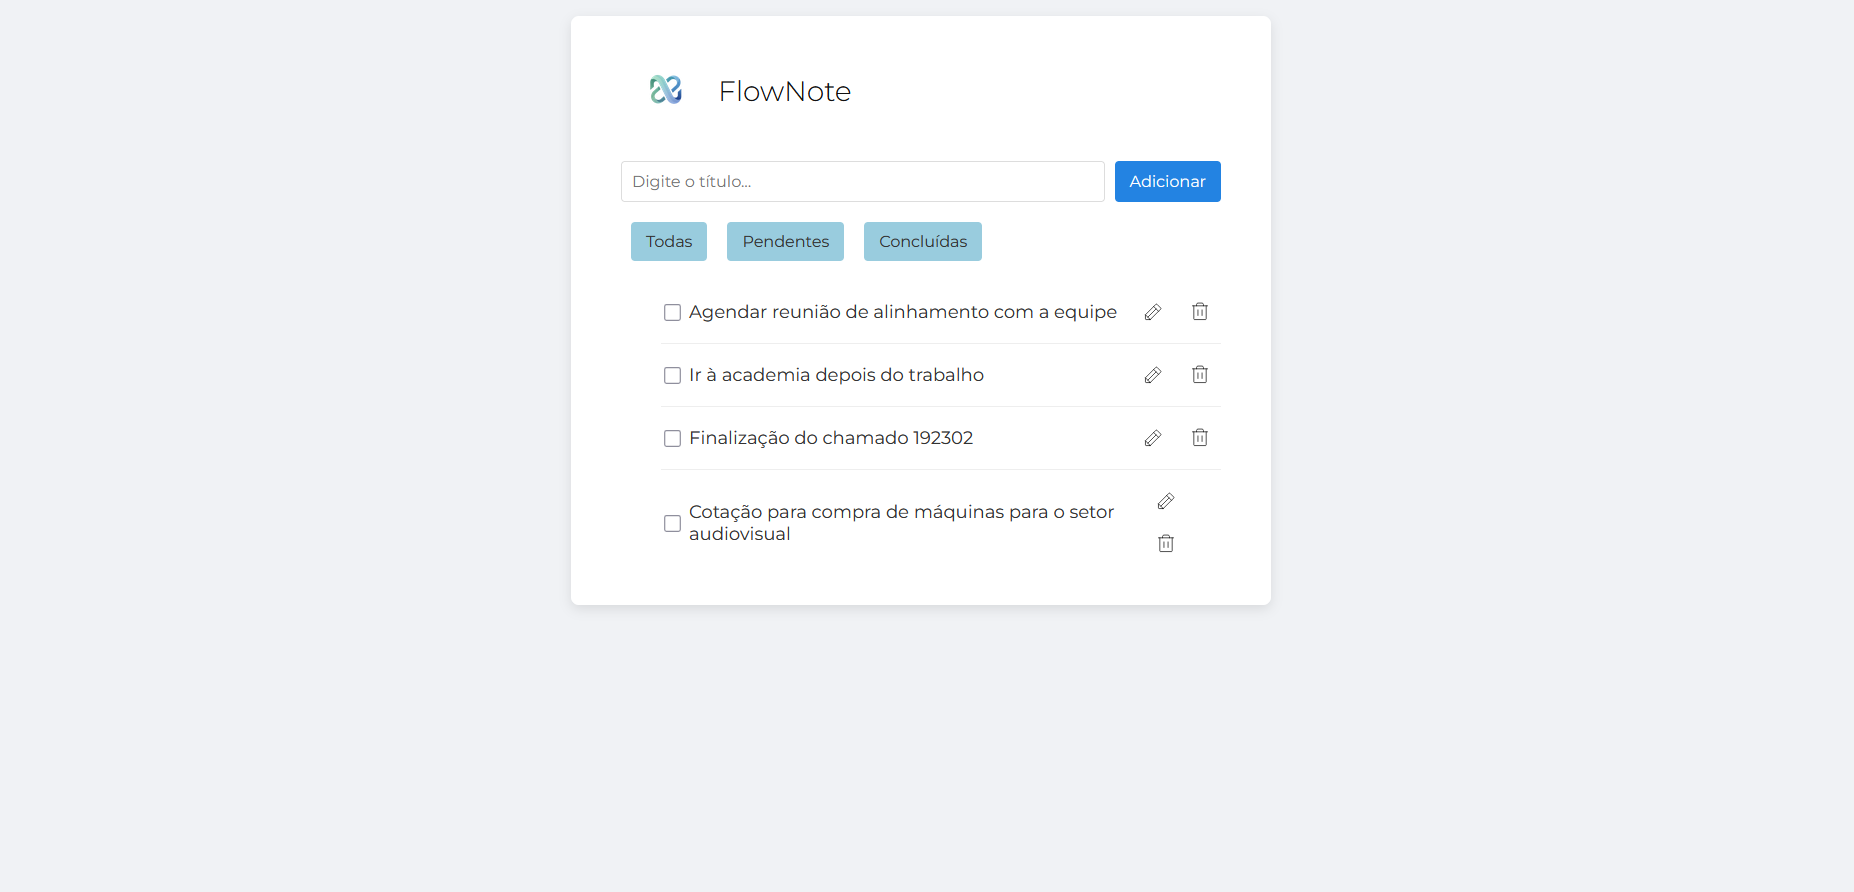 FlowNote
Digite o título...
Adicionar
Todas
Pendentes
Concluídas
Agendar reunião de alinhamento com a equipe
Ir à academia depois do trabalho
Finalização do chamado 192302
Cotação para compra de máquinas para o setor
audiovisual